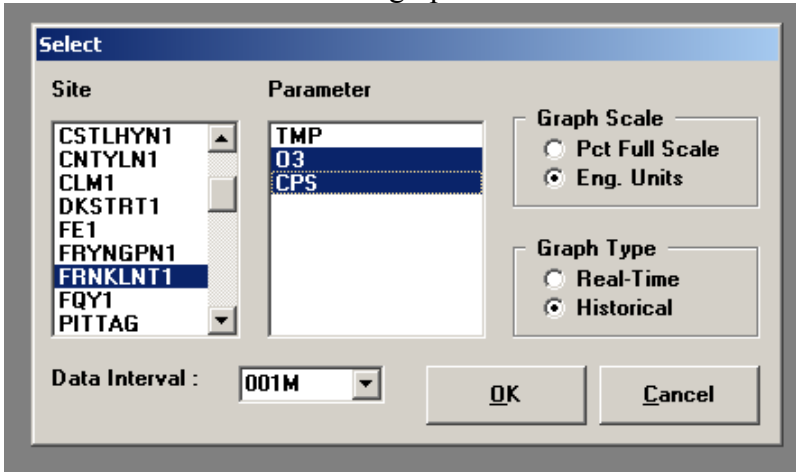 Select
Site
Parameter
CSTLHYN1
CNTYLN1
CLM1
DKSTRT1
FE1
FRYNGPN1
FRNKLNT1
FQY1
PITTAG
TMP
O3
CPS
Graph Scale
Pct Full Scale
Eng. Units
Graph Type
Real-Time
Historical
Data Interval :
001M
OK
Cancel